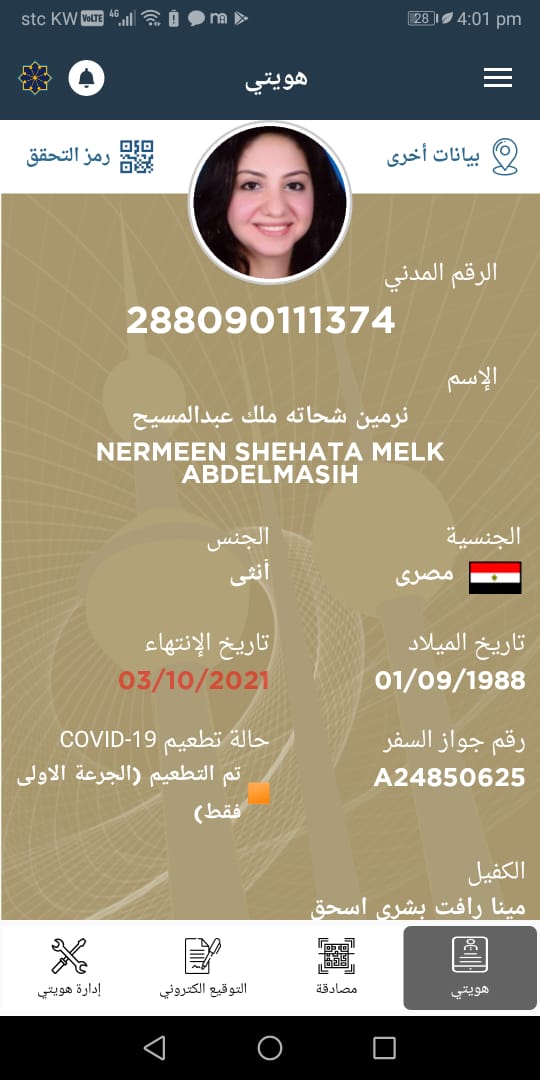 stc KW VoLTE 4G 28 4:01 pm
هويتي
بيانات أخرى
رمز التحقق
الرقم المدني
288090111374
الإسم
نرمين شحاته ملك عبدالمسيح
NERMEEN SHEHATA MELK
ABDELMASIH
الجنسية
مصرى
الجنس
أنثى
تاريخ الميلاد
01/09/1988
تاريخ الإنتهاء
03/10/2021
رقم جواز السفر
A24850625
حالة تطعيم COVID-19
تم التطعيم (الجرعة الاولى
فقط)
الكفيل
مينا رافت بشرى اسحق
هويتي
مصادقة
التوقيع الكتروني
إدارة هويتي